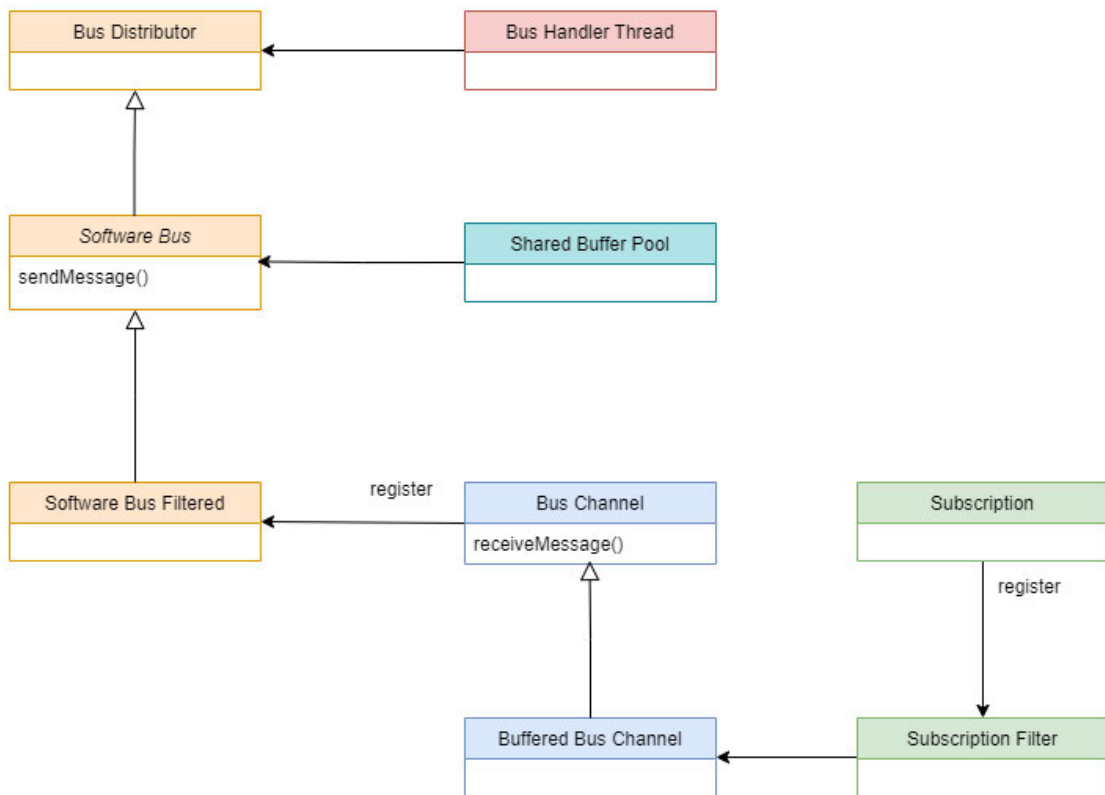 Bus Distributor
Bus Handler Thread
Software Bus
sendMessage()
Shared Buffer Pool
Software Bus Filtered
register
Bus Channel
receiveMessage()
Subscription
register
Buffered Bus Channel
Subscription Filter